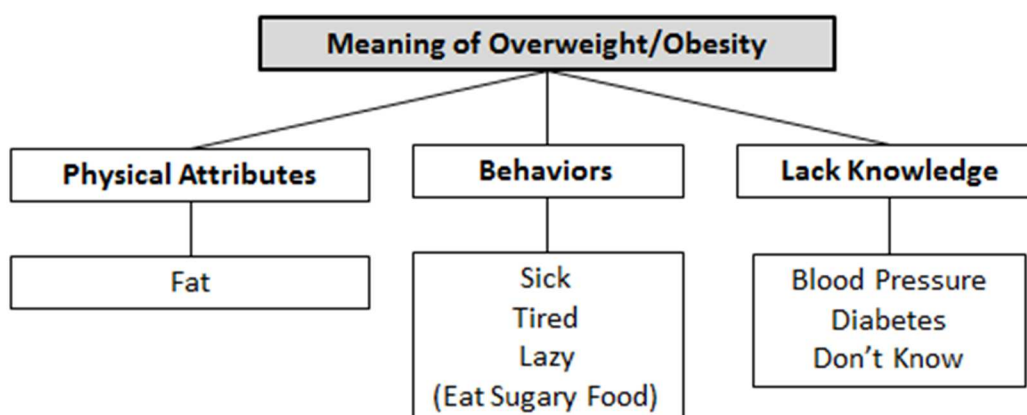 Meaning of Overweight/Obesity
Physical Attributes
Behaviors
Lack Knowledge
Fat
Sick
Tired
Lazy
(Eat Sugary Food)
Blood Pressure
Diabetes
Don't Know